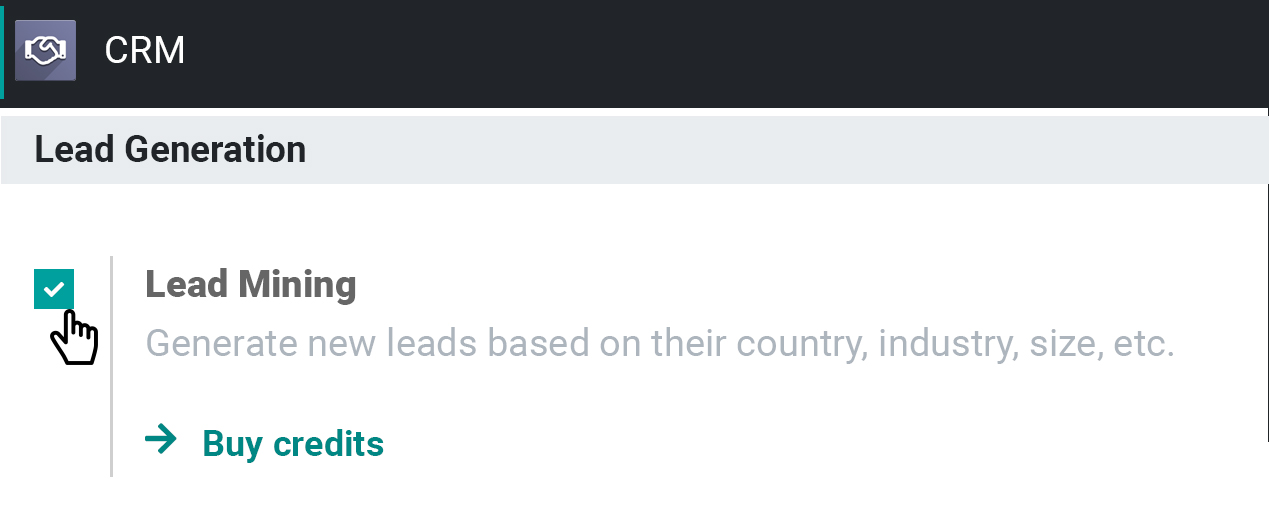 CRM
Lead Generation
Lead Mining
Generate new leads based on their country, industry, size, etc.
Buy credits